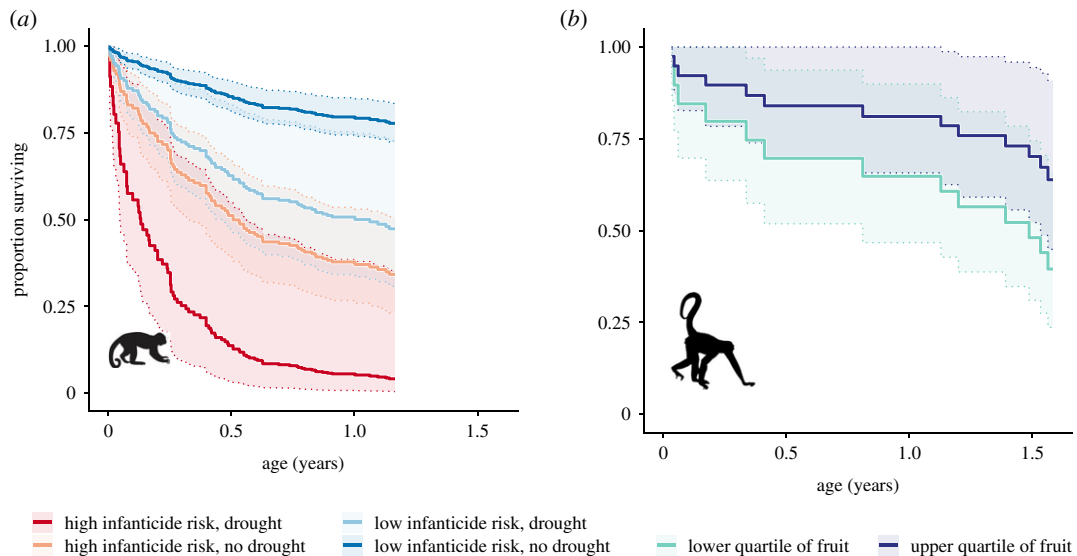 (a)
1.00
0.75
0.50
0.25
0
proportion surviving
0
0.5
1.0
1.5
age (years)
(b)
1.00
0.75
0.50
0.25
0
0
0.5
1.0
1.5
age (years)
high infanticide risk, drought
high infanticide risk, no drought
low infanticide risk, drought
low infanticide risk, no drought
lower quartile of fruit
upper quartile of fruit